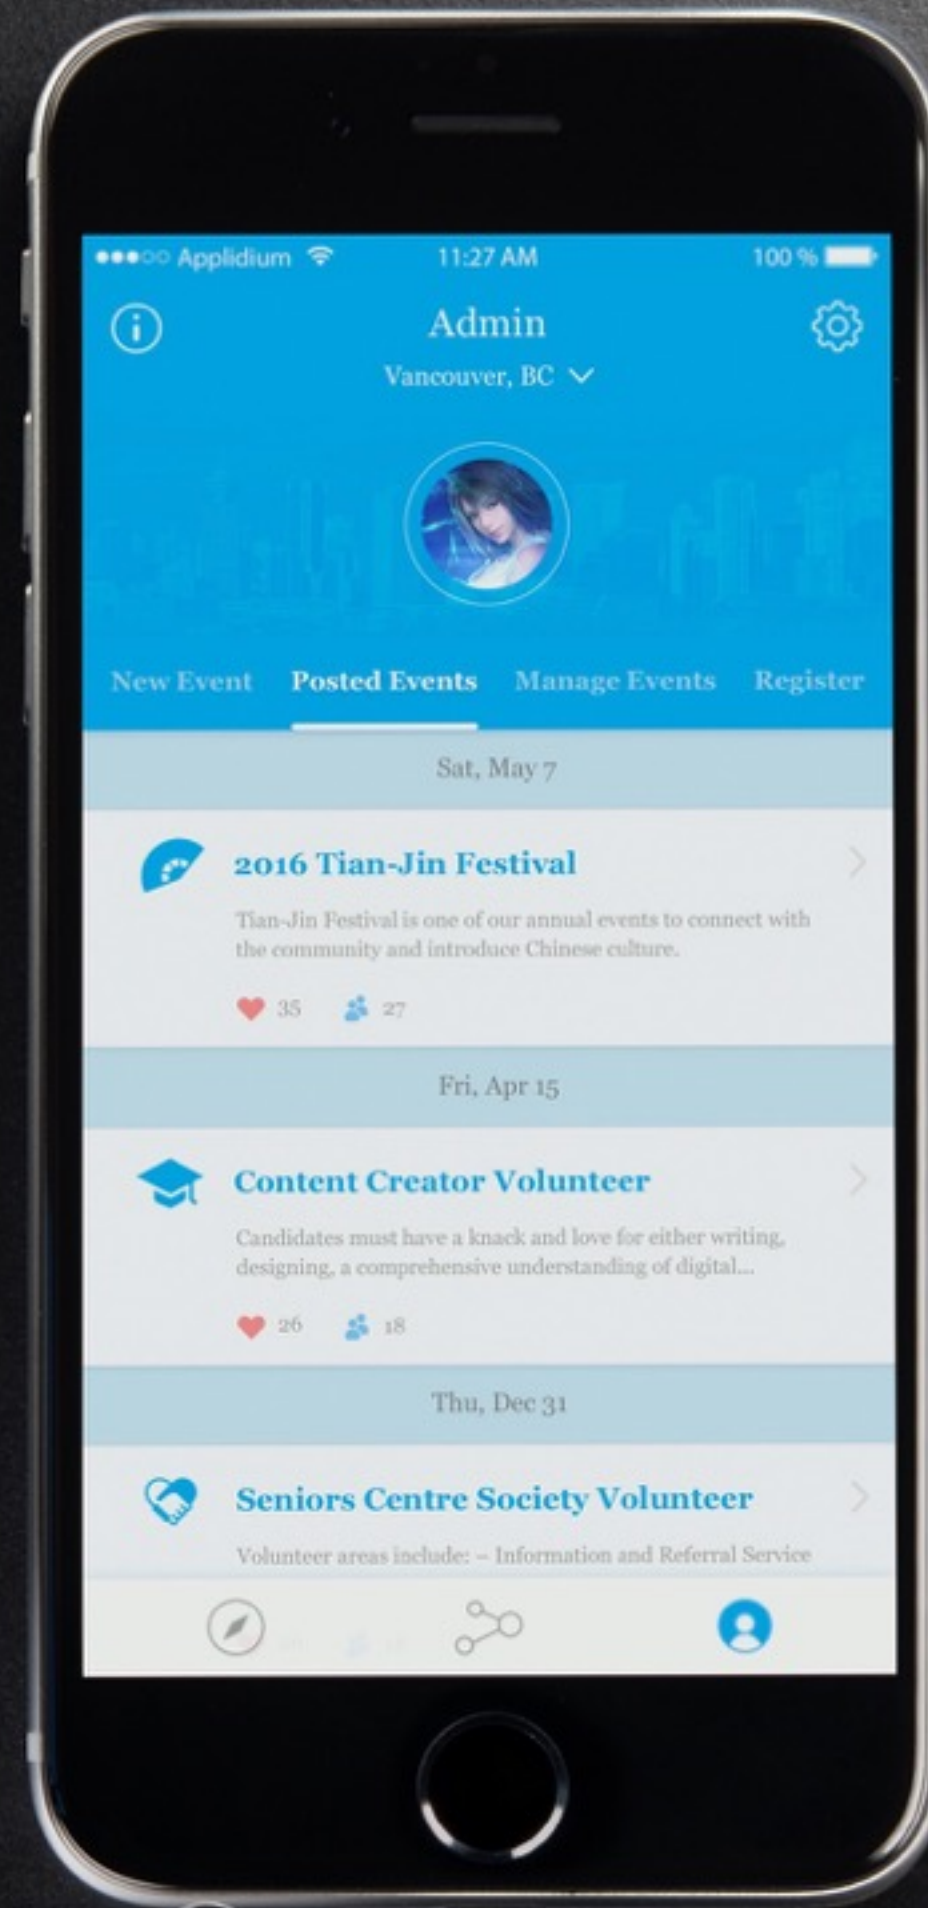 Applidium 11:27 AM 100 %
Admin
Vancouver, BC
New Event Posted Events Manage Events Register
Sat, May 7
2016 Tian-Jin Festival
Tian-Jin Festival is one of our annual events to connect with
the community and introduce Chinese culture.
35 27
Fri, Apr 15
Content Creator Volunteer
Candidates must have a knack and love for either writing,
designing, a comprehensive understanding of digital...
26 18
Thu, Dec 31
Seniors Centre Society Volunteer
Volunteer areas include: – Information and Referral Service